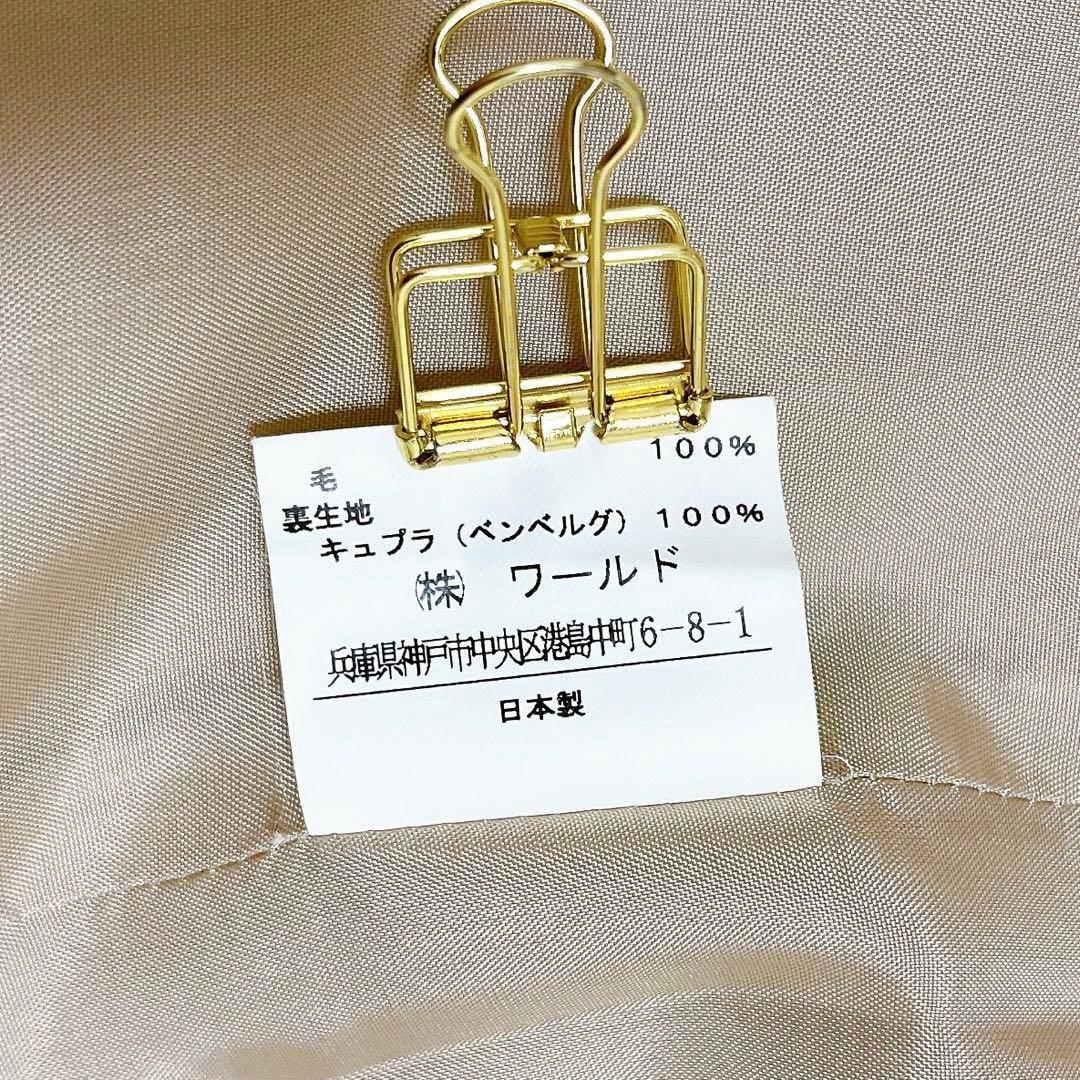 毛 １００％
裏生地
キュプラ（ベンベルグ）１００％
㈱ ワールド
兵庫県神戸市中央区港島中町6－8－1
日本製